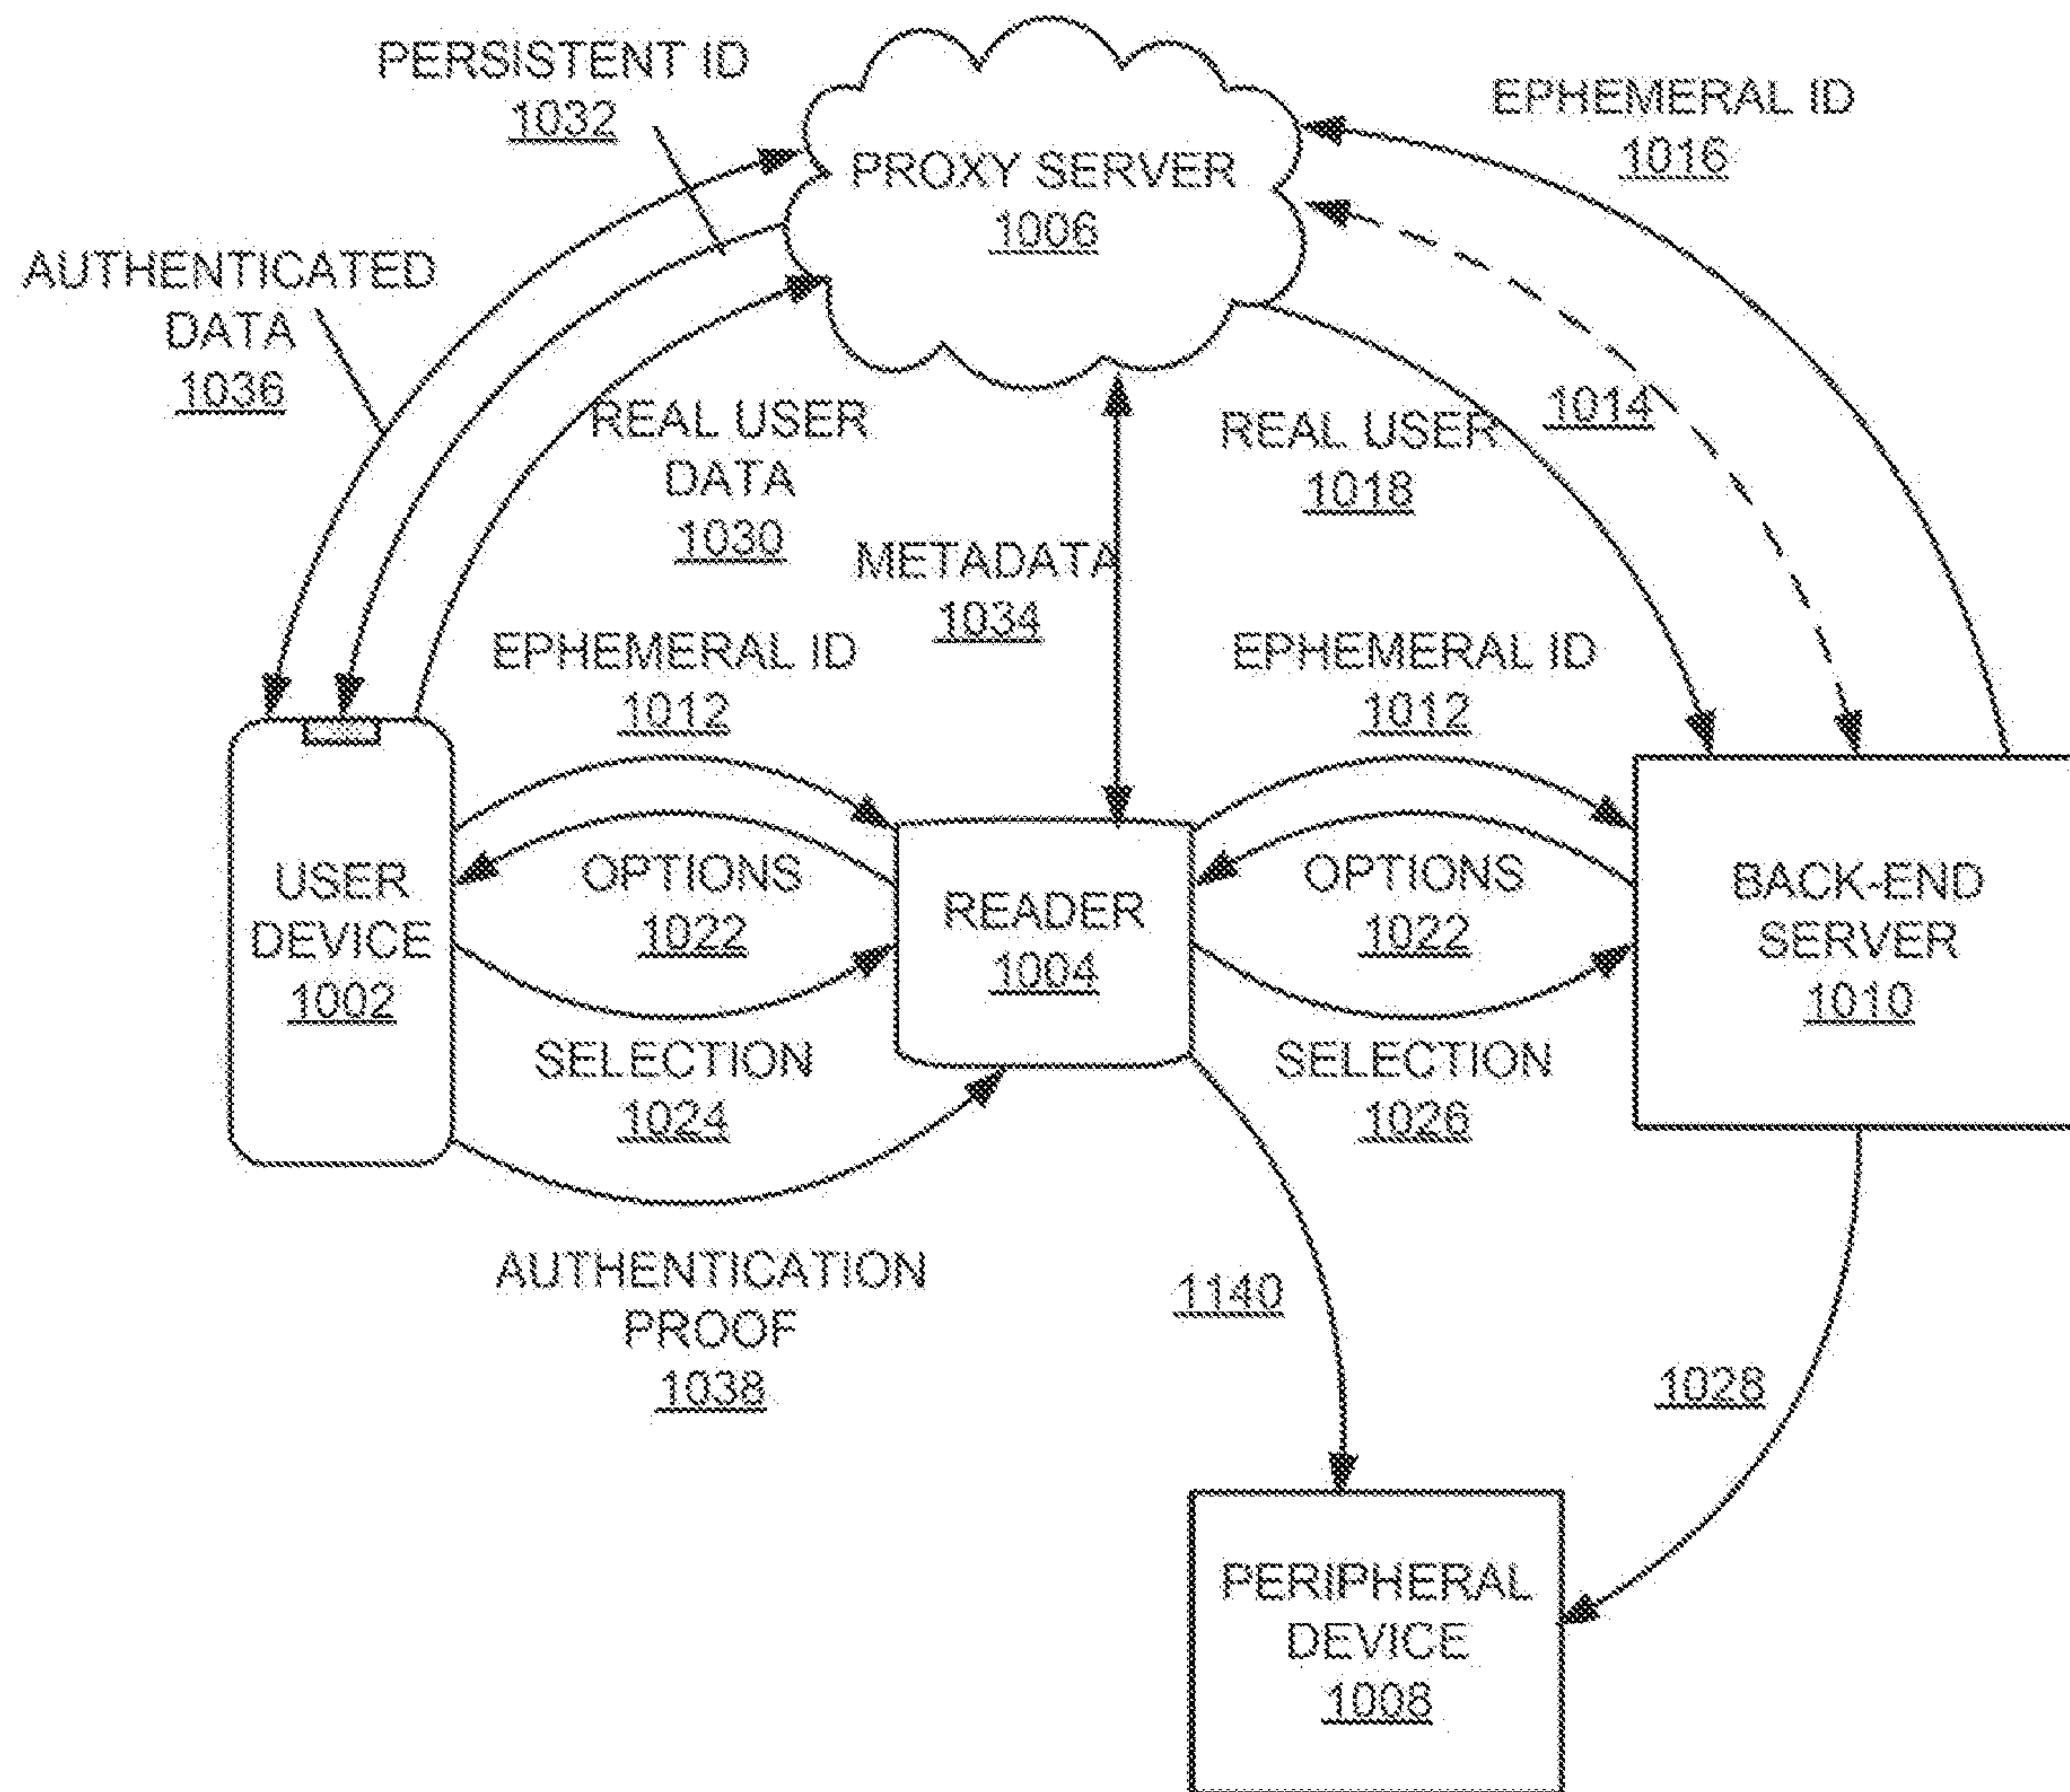 PERSISTENT ID
1032
EPHEMERAL ID
1016
PROXY SERVER
1006
AUTHENTICATED
DATA
1036
REAL USER
DATA
1030
REAL USER
1018
1014
METADATA
1034
EPHEMERAL ID
1012
EPHEMERAL ID
1012
USER
DEVICE
1002
OPTIONS
1022
READER
1004
OPTIONS
1022
BACK-END
SERVER
1010
SELECTION
1024
SELECTION
1026
AUTHENTICATION
PROOF
1038
1140
1028
PERIPHERAL
DEVICE
1008